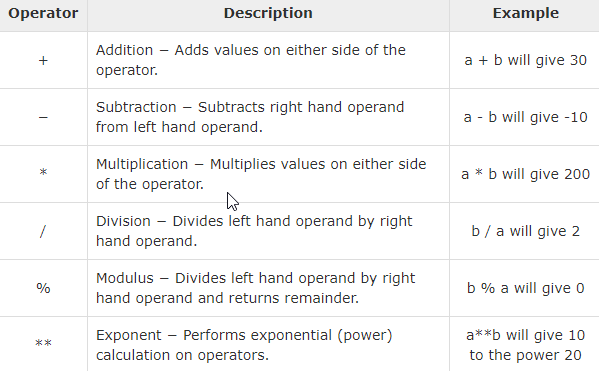 Operator Description Example
+ Addition − Adds values on either side of the operator. a + b will give 30
− Subtraction − Subtracts right hand operand from left hand operand. a - b will give -10
* Multiplication − Multiplies values on either side of the operator. a * b will give 200
/ Division − Divides left hand operand by right hand operand. b / a will give 2
% Modulus − Divides left hand operand by right hand operand and returns remainder. b % a will give 0
** Exponent − Performs exponential (power) calculation on operators. a**b will give 10 to the power 20